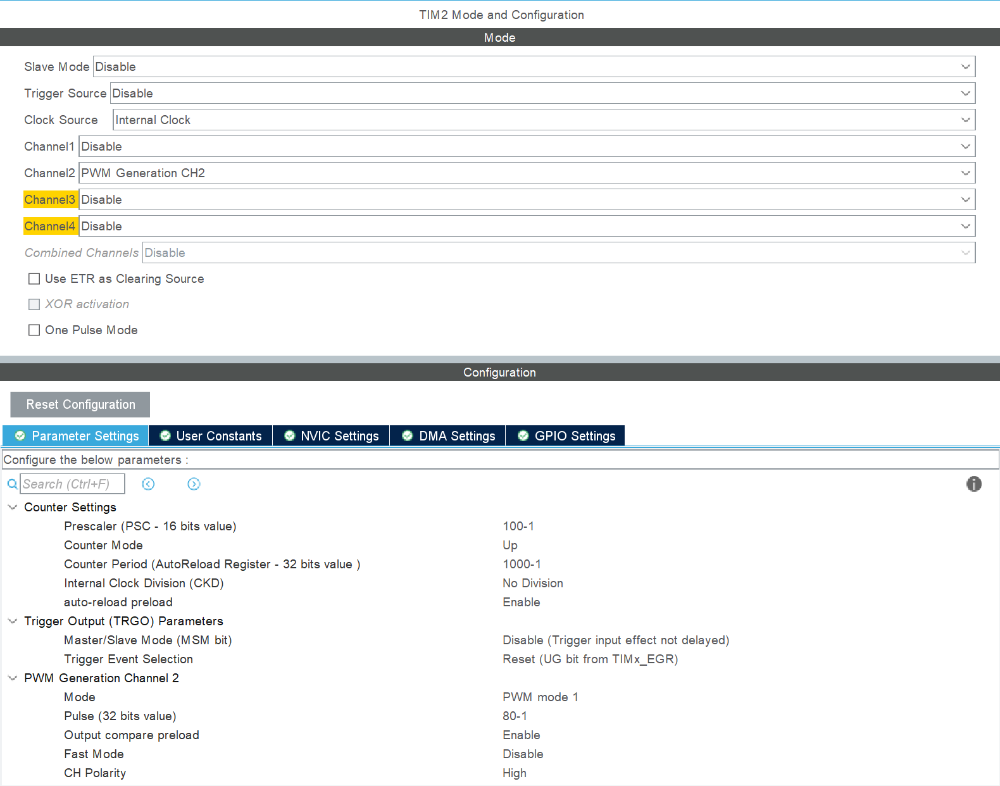 TIM2 Mode and Configuration
Mode
Slave Mode Disable
Trigger Source Disable
Clock Source Internal Clock
Channel1 Disable
Channel2 PWM Generation CH2
Channel3 Disable
Channel4 Disable
Combined Channels Disable
Use ETR as Clearing Source
XOR activation
One Pulse Mode
Configuration
Reset Configuration
Parameter Settings User Constants NVIC Settings DMA Settings GPIO Settings
Configure the below parameters :
Search (Ctrl+F)
Counter Settings
Prescaler (PSC - 16 bits value) 100-1
Counter Mode Up
Counter Period (AutoReload Register - 32 bits value ) 1000-1
Internal Clock Division (CKD) No Division
auto-reload preload Enable
Trigger Output (TRGO) Parameters
Master/Slave Mode (MSM bit) Disable (Trigger input effect not delayed)
Trigger Event Selection Reset (UG bit from TIMx_EGR)
PWM Generation Channel 2
Mode PWM mode 1
Pulse (32 bits value) 80-1
Output compare preload Enable
Fast Mode Disable
CH Polarity High